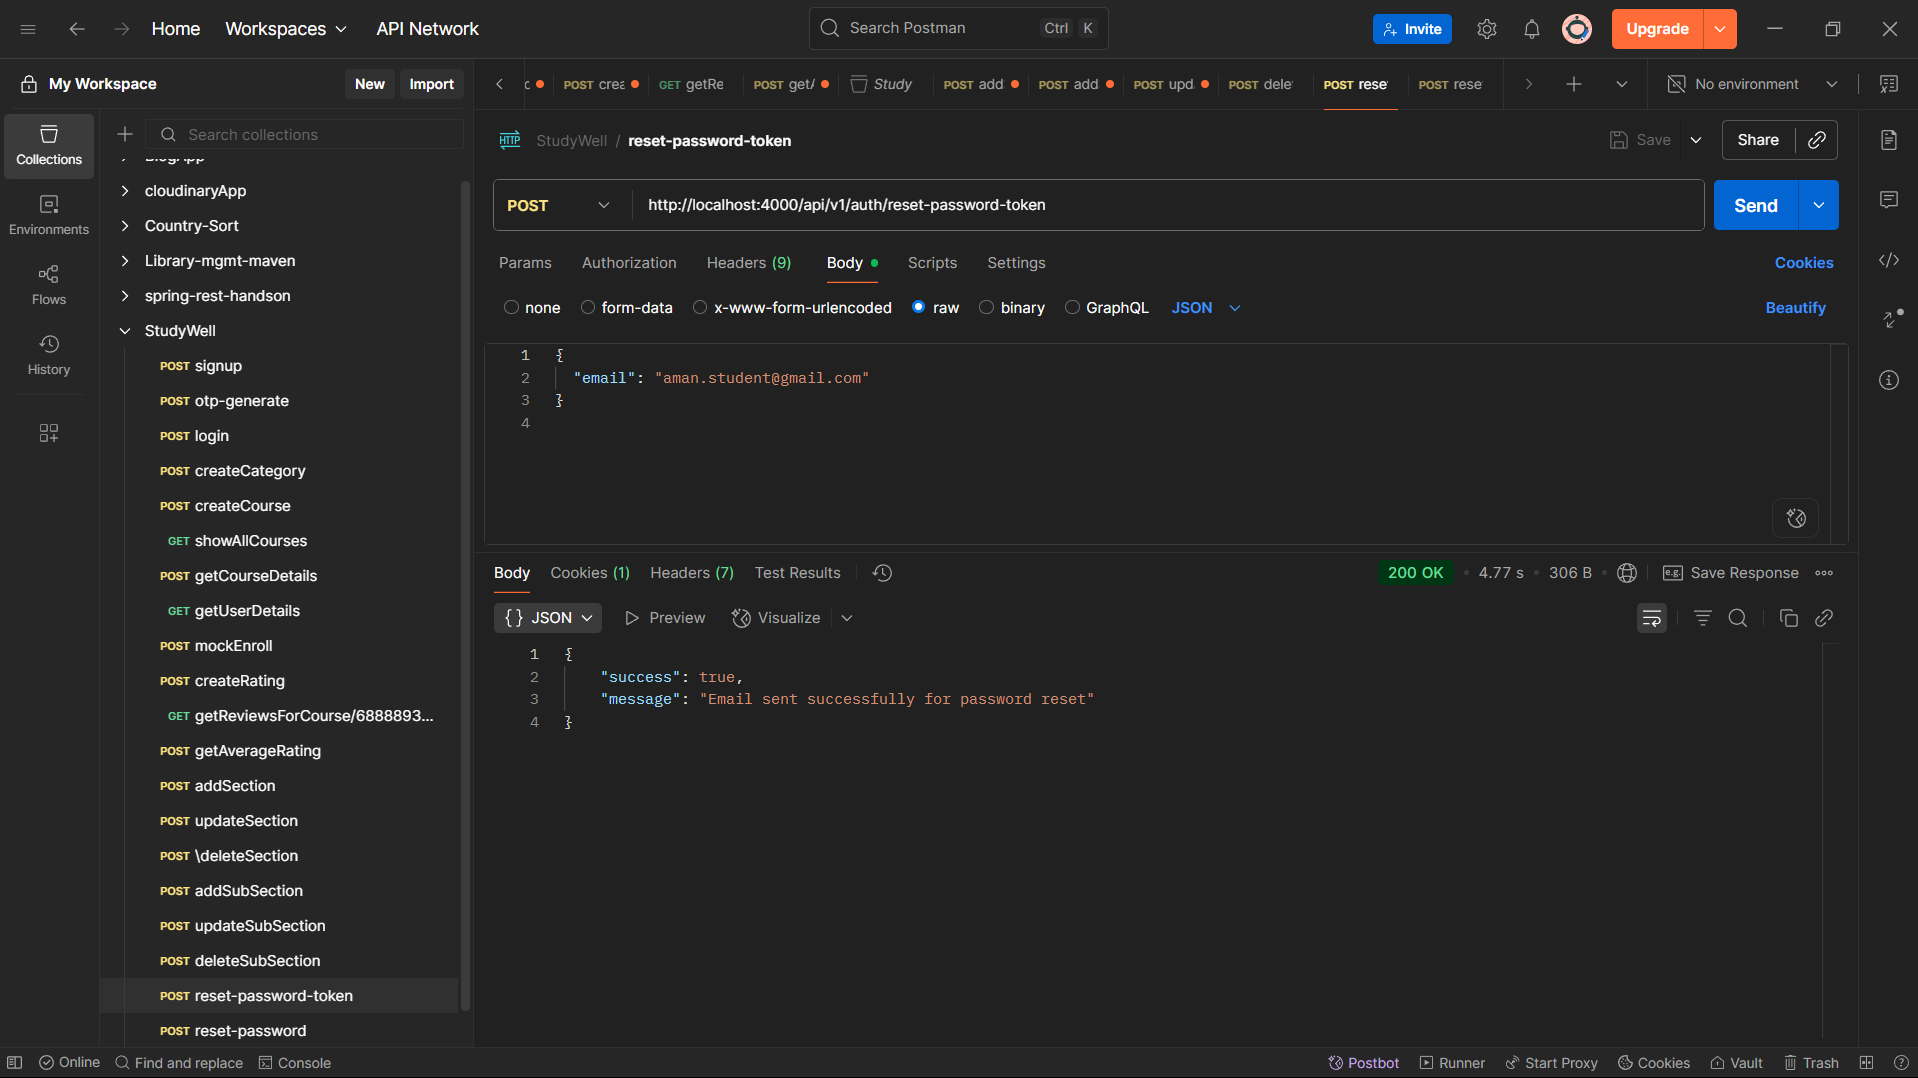 Home Workspaces API Network Search Postman Ctrl K Invite Upgrade
My Workspace New Import
POST crea GET getRe POST getA Study POST add POST add POST upd POST dele POST rese POST rese No environment
Collections
Environments
Flows
History
Search collections
BlogApp
cloudinaryApp
Country-Sort
Library-mgmt-maven
spring-rest-handson
StudyWell
POST signup
POST otp-generate
POST login
POST createCategory
POST createCourse
GET showAllCourses
POST getCourseDetails
GET getUserDetails
POST mockEnroll
POST createRating
GET getReviewsForCourse/6888893...
POST getAverageRating
POST addSection
POST updateSection
POST \deleteSection
POST addSubSection
POST updateSubSection
POST deleteSubSection
POST reset-password-token
POST reset-password
HTTP StudyWell / reset-password-token Save Share
POST http://localhost:4000/api/v1/auth/reset-password-token Send
Params Authorization Headers (9) Body Scripts Settings Cookies
none form-data x-www-form-urlencoded raw binary GraphQL JSON Beautify
1 {
2 "email": "aman.student@gmail.com"
3 }
4
Body Cookies (1) Headers (7) Test Results 200 OK • 4.77 s • 306 B • e.g. Save Response
{} JSON Preview Visualize
1 {
2 "success": true,
3 "message": "Email sent successfully for password reset"
4 }
Online Find and replace Console Postbot Runner Start Proxy Cookies Vault Trash